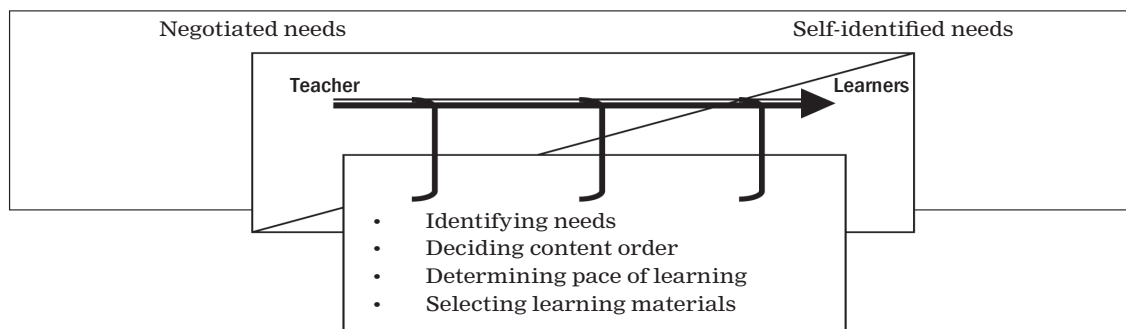 Negotiated needs Self-identified needs
Teacher Learners
• Identifying needs
• Deciding content order
• Determining pace of learning
• Selecting learning materials